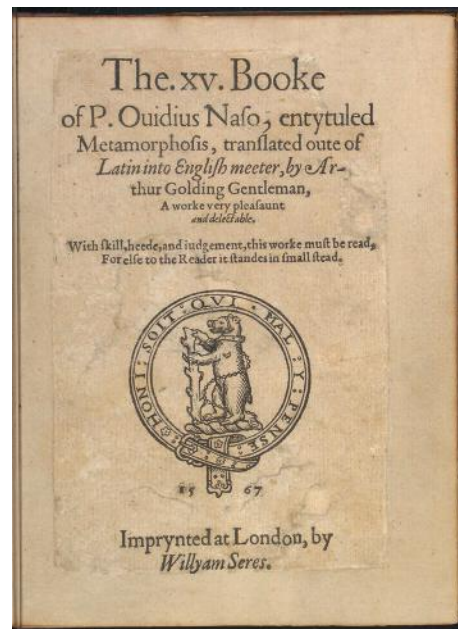 The. xv. Booke
of P. Ouidius Naso, entytuled
Metamorphosis, translated oute of
Latin into English meeter, by Ar-
thur Golding Gentleman,
A worke very pleasaunt
and delectable.
With skill, heede, and iudgement, this worke must be read,
For else to the Reader it standes in small stead.
HONI : SOIT : QVI : MAL : Y : PENSE
15 67
Imprynted at London, by
Willyam Seres.